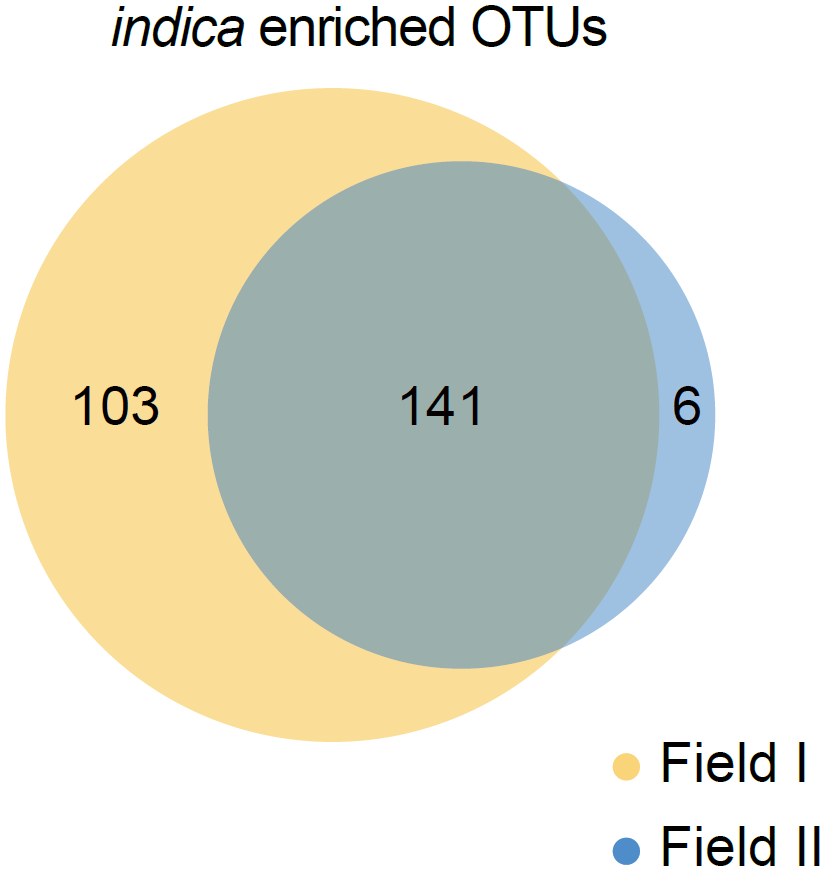 indica enriched OTUs
103 141 6
Field I
Field II